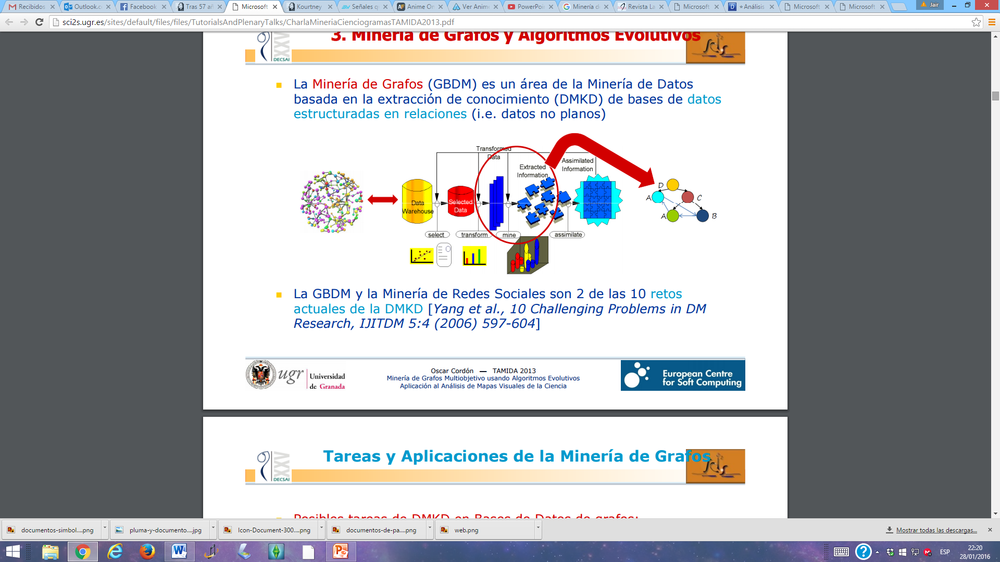 Recibidos
Outlook.c
Facebook
Tras 57 añ
Microsoft
Kourtney
Señales q
Anime On
Ver Anim
PowerPoi
Minería d
Revista La
Microsoft
Análisis
Microsoft
Microsoft
Jair
sci2s.ugr.es/sites/default/files/files/TutorialsAndPlenaryTalks/CharlaMineriaCienciogramasTAMIDA2013.pdf
3. Minería de Grafos y Algoritmos Evolutivos
DECSAI
La Minería de Grafos (GBDM) es un área de la Minería de Datos
basada en la extracción de conocimiento (DMKD) de bases de datos
estructuradas en relaciones (i.e. datos no planos)
Transformed
Data
Extracted
Information
Assimilated
Information
Data
Warehouse
Selected
Data
select
transform
mine
assimilate
D
A
C
A
B
La GBDM y la Minería de Redes Sociales son 2 de las 10 retos
actuales de la DMKD [Yang et al., 10 Challenging Problems in DM
Research, IJITDM 5:4 (2006) 597-604]
ugr
Universidad
de Granada
Oscar Cordón — TAMIDA 2013
Minería de Grafos Multiobjetivo usando Algoritmos Evolutivos
Aplicación al Análisis de Mapas Visuales de la Ciencia
European Centre
for Soft Computing
Tareas y Aplicaciones de la Minería de Grafos
DECSAI
Posibles tareas de DMKD en Bases de Datos de grafos:
documentos-simbol....png
pluma-y-documento....jpg
Icon-Document-300....png
documentos-de-pa....png
web.png
Mostrar todas las descargas...
ESP
22:20
28/01/2016